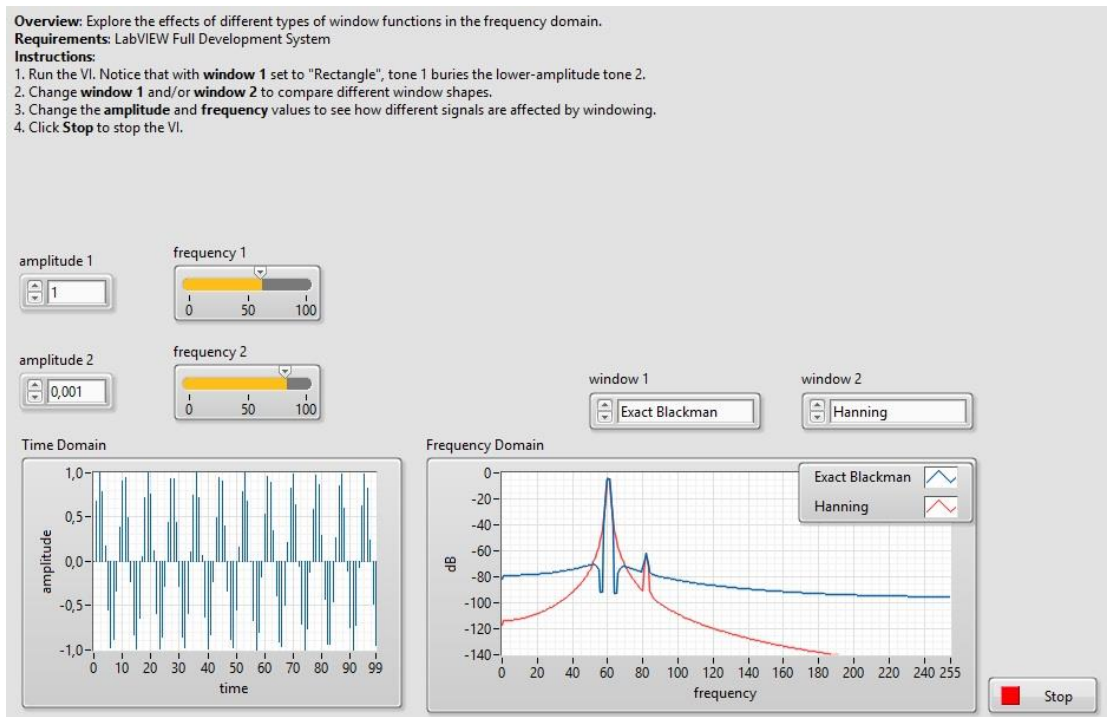 Overview: Explore the effects of different types of window functions in the frequency domain.
Requirements: LabVIEW Full Development System
Instructions:
1. Run the VI. Notice that with window 1 set to "Rectangle", tone 1 buries the lower-amplitude tone 2.
2. Change window 1 and/or window 2 to compare different window shapes.
3. Change the amplitude and frequency values to see how different signals are affected by windowing.
4. Click Stop to stop the VI.
amplitude 1
1
frequency 1
0 50 100
amplitude 2
0,001
frequency 2
0 50 100
window 1
Exact Blackman
window 2
Hanning
Time Domain
amplitude
1,0
0,5
0,0
-0,5
-1,0
0 10 20 30 40 50 60 70 80 99
time
Frequency Domain
Exact Blackman
Hanning
dB
0
-20
-40
-60
-80
-100
-120
-140
0 20 40 60 80 100 120 140 160 180 200 220 240 255
frequency
Stop